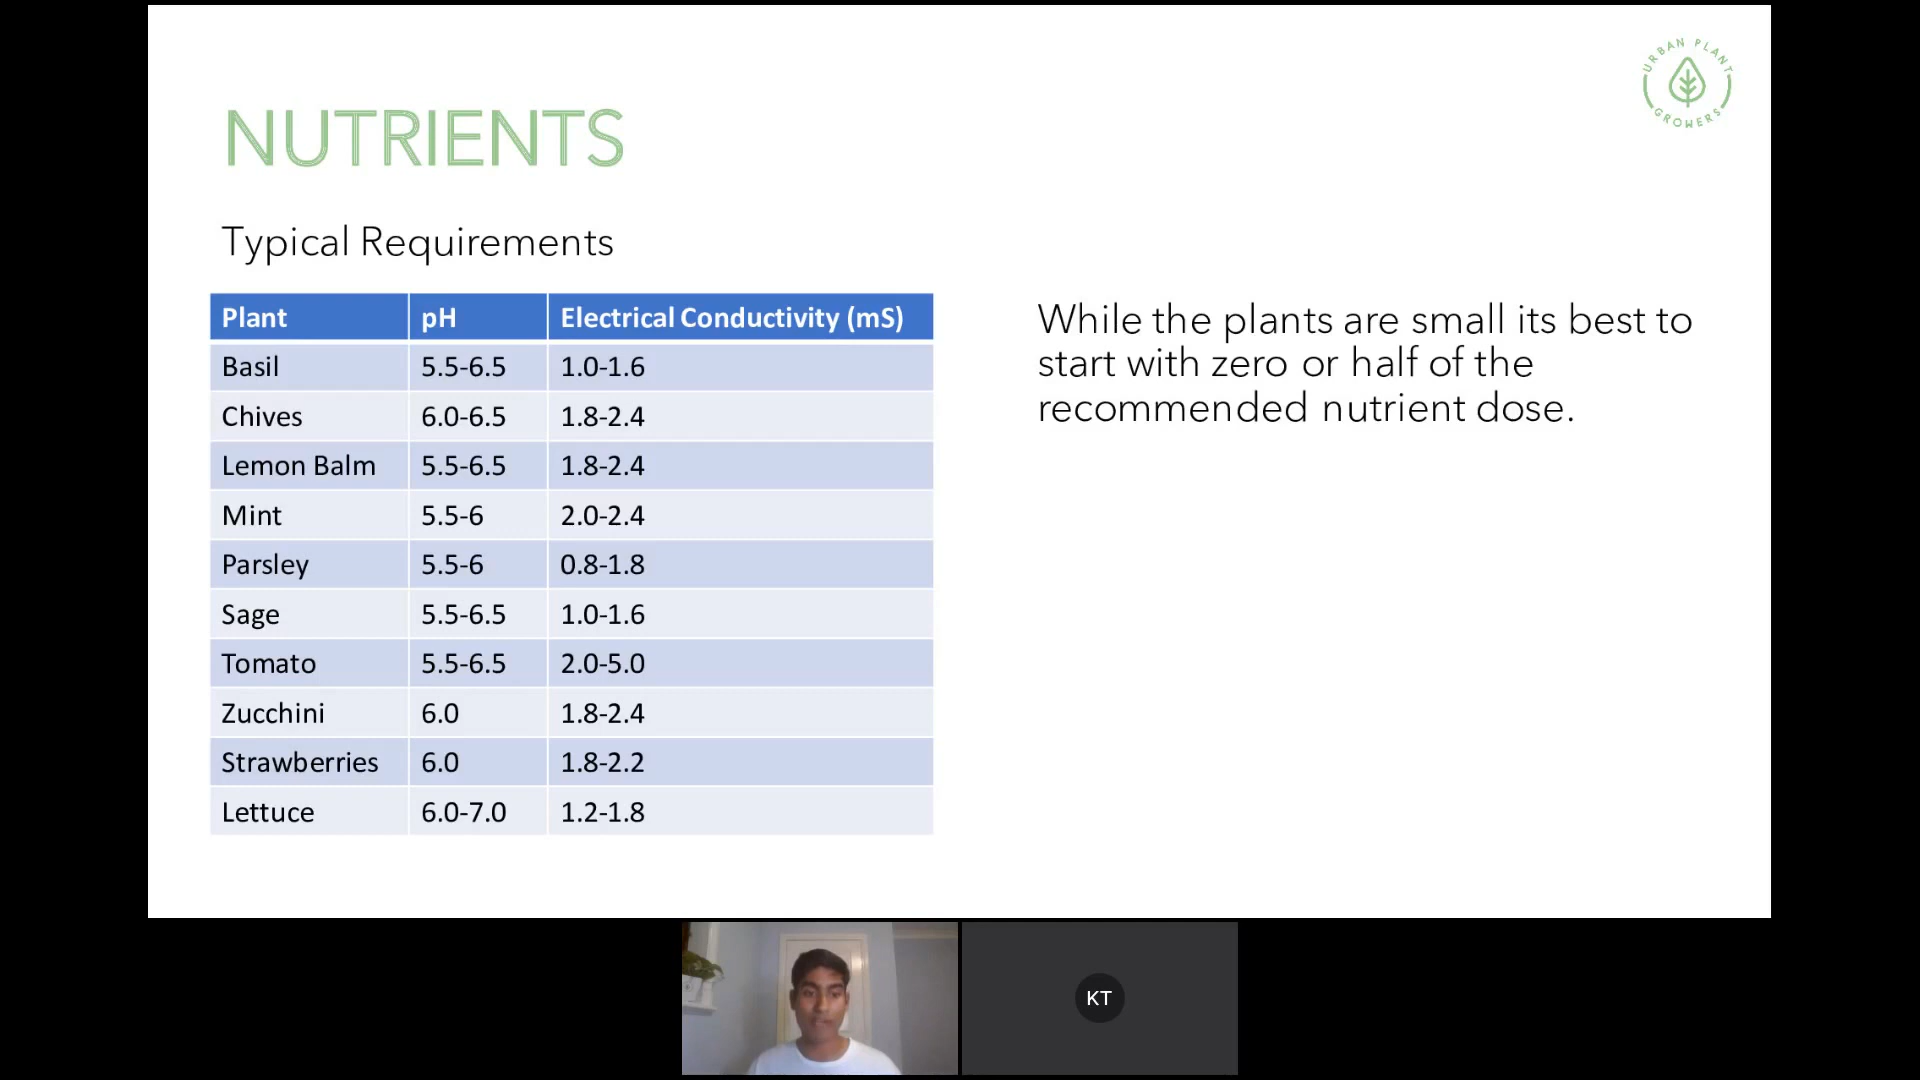 URBAN PLANT
GROWERS
NUTRIENTS
Typical Requirements
Plant pH Electrical Conductivity (mS)
Basil 5.5-6.5 1.0-1.6
Chives 6.0-6.5 1.8-2.4
Lemon Balm 5.5-6.5 1.8-2.4
Mint 5.5-6 2.0-2.4
Parsley 5.5-6 0.8-1.8
Sage 5.5-6.5 1.0-1.6
Tomato 5.5-6.5 2.0-5.0
Zucchini 6.0 1.8-2.4
Strawberries 6.0 1.8-2.2
Lettuce 6.0-7.0 1.2-1.8
While the plants are small its best to
start with zero or half of the
recommended nutrient dose.
KT